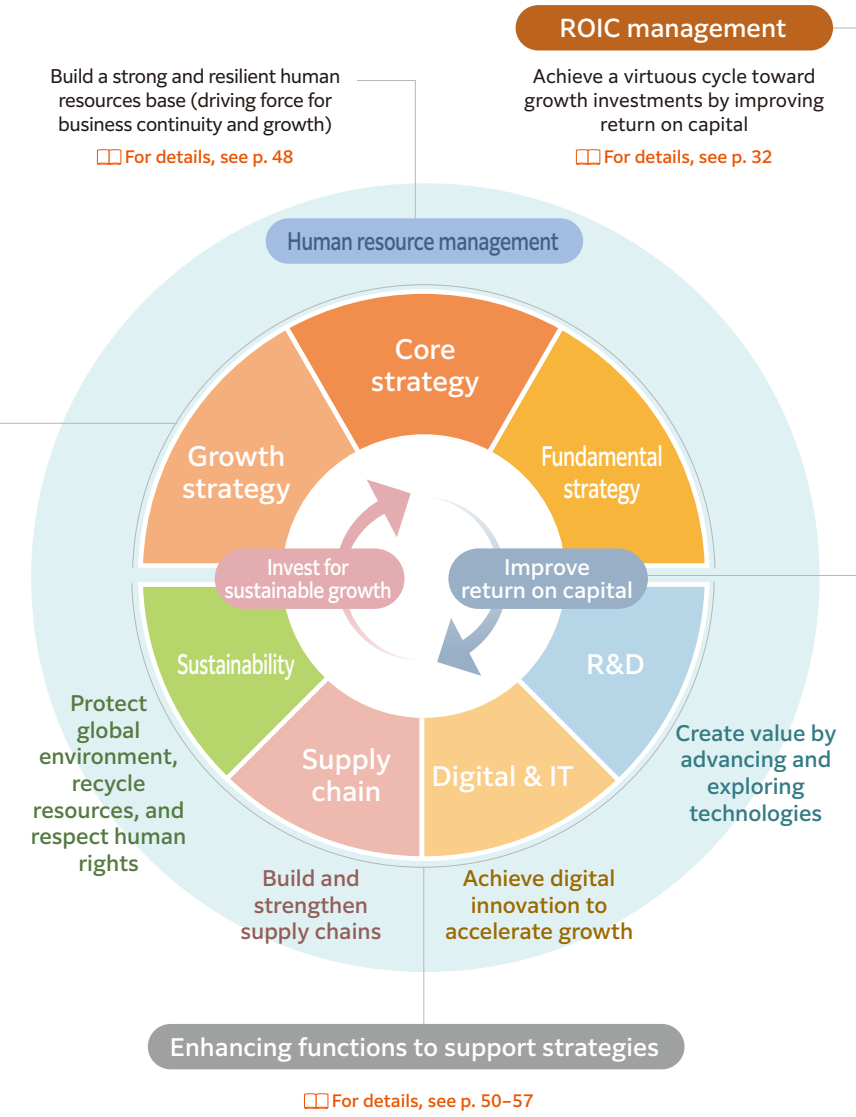 ROIC management
Build a strong and resilient human
resources base (driving force for
business continuity and growth)
For details, see p. 48
Achieve a virtuous cycle toward
growth investments by improving
return on capital
For details, see p. 32
Human resource management
Core
strategy
Growth
strategy
Fundamental
strategy
Invest for
sustainable growth
Improve
return on capital
Sustainability
R&D
Supply
chain
Digital & IT
Protect
global
environment,
recycle
resources, and
respect human
rights
Create value by
advancing and
exploring
technologies
Build and
strengthen
supply chains
Achieve digital
innovation to
accelerate growth
Enhancing functions to support strategies
For details, see p. 50–57